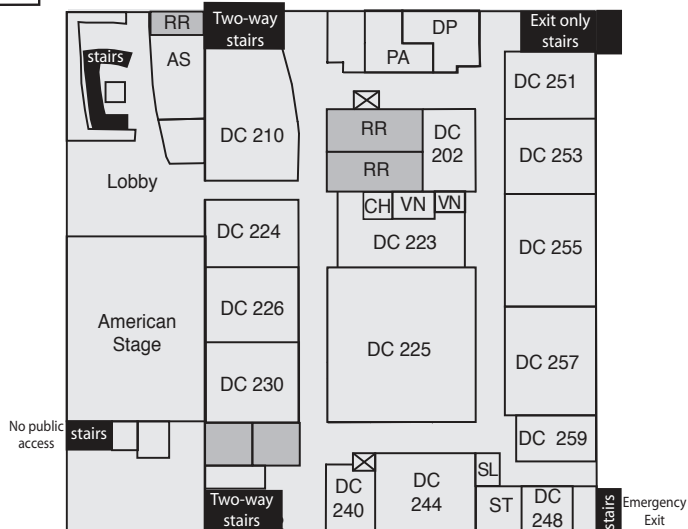 RR
Two-way
stairs
DP
Exit only
stairs
stairs
AS
PA
DC 251
DC 210
RR
DC
202
DC 253
RR
Lobby
CH
VN
VN
DC 224
DC 223
DC 255
DC 226
American
Stage
DC 225
DC 257
DC 230
No public
access
stairs
DC 259
SL
DC
240
DC
244
Two-way
stairs
ST
DC
248
stairs
Emergency
Exit